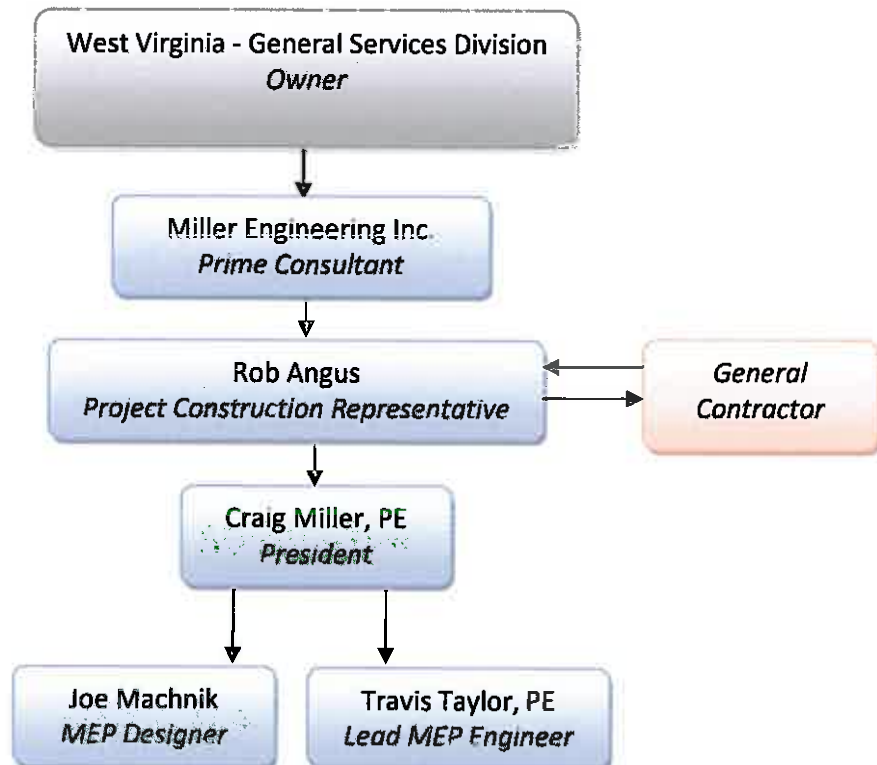 West Virginia - General Services Division
Owner
Miller Engineering Inc.
Prime Consultant
Rob Angus
Project Construction Representative
General
Contractor
Craig Miller, PE
President
Joe Machnik
MEP Designer
Travis Taylor, PE
Lead MEP Engineer